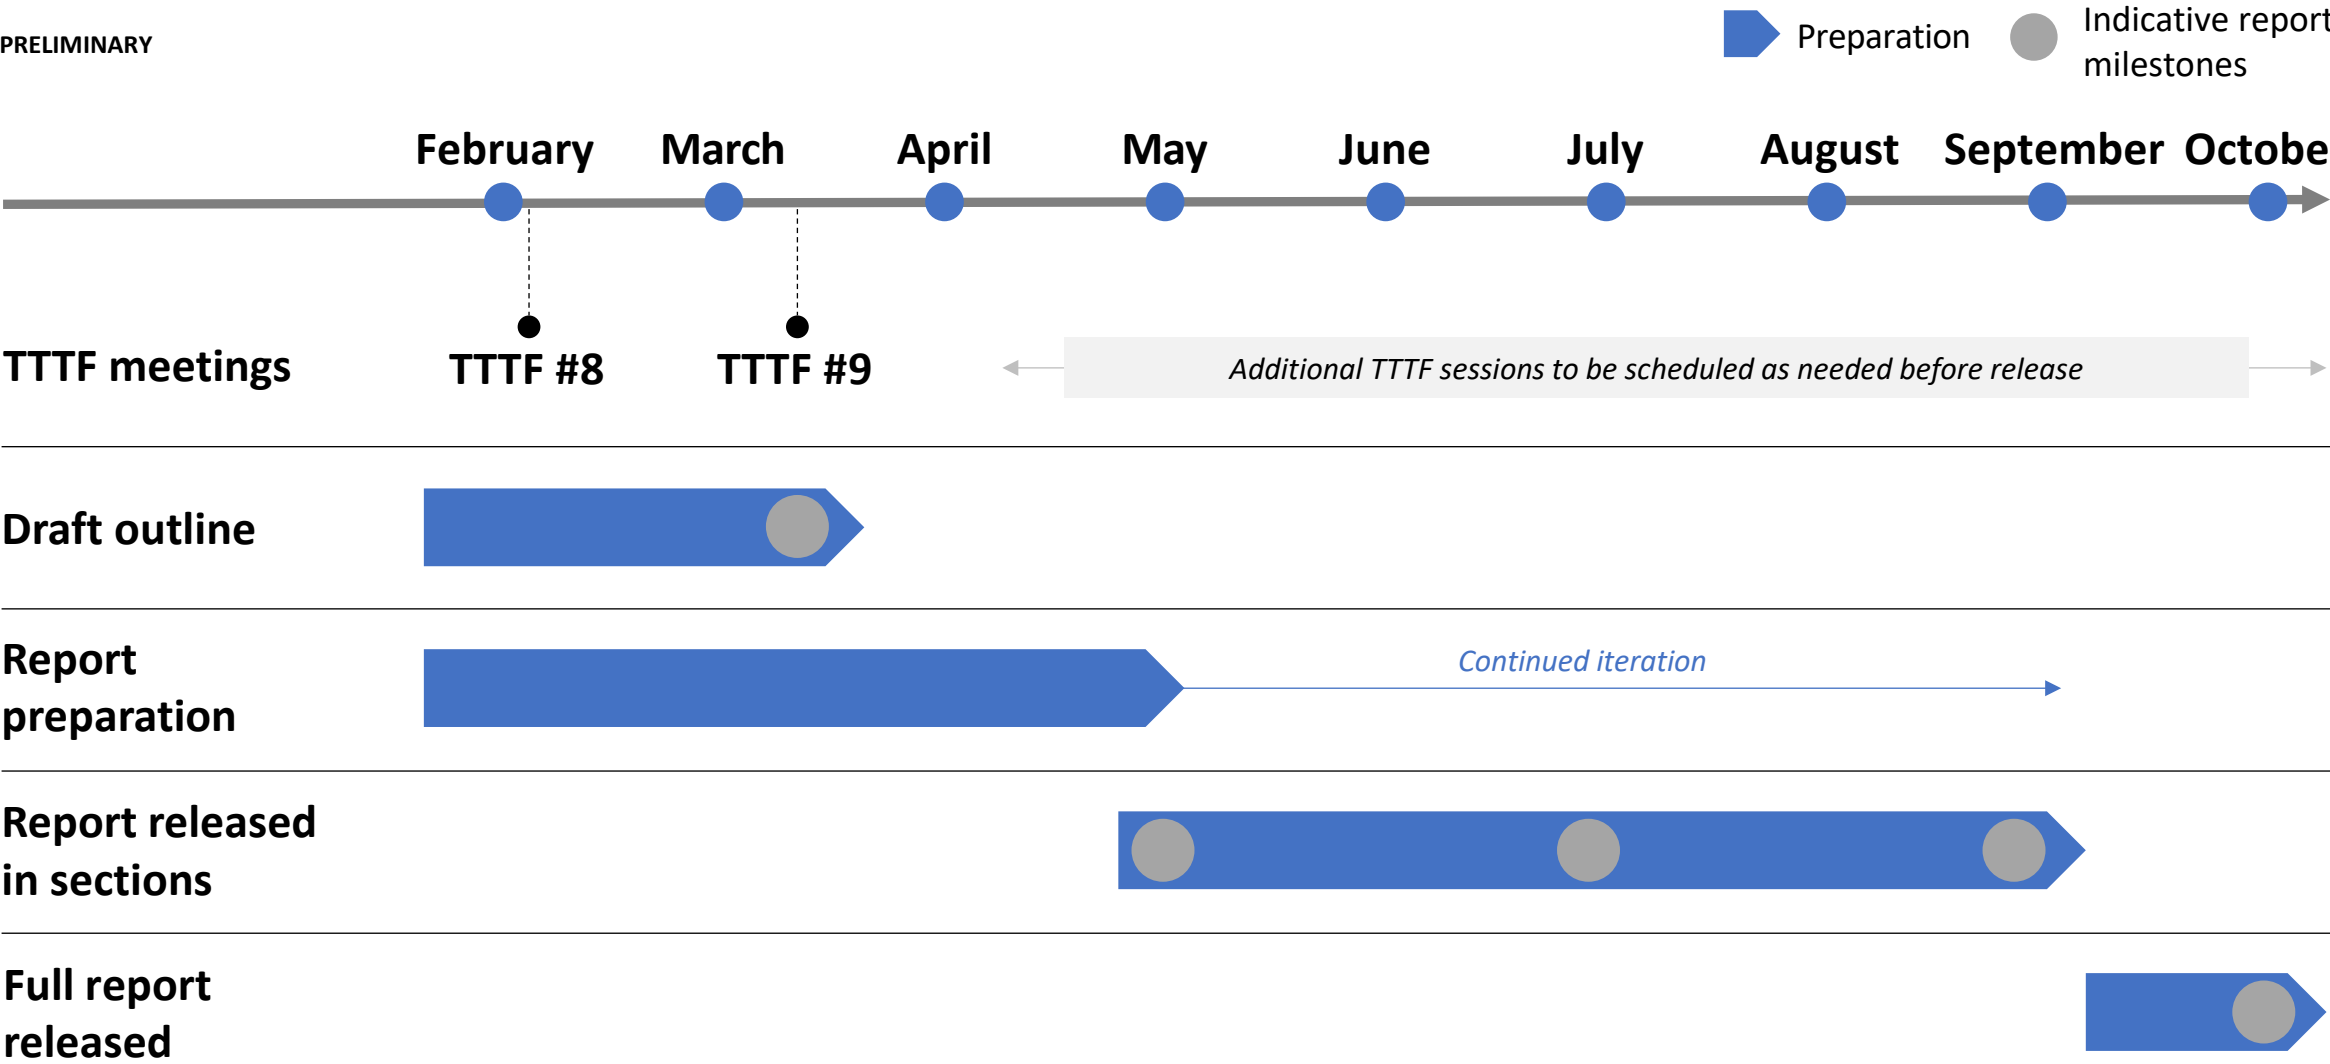 PRELIMINARY
Preparation
Indicative report
milestones
February March April May June July August September Octobe
TTTF meetings
TTTF #8
TTTF #9
Additional TTTF sessions to be scheduled as needed before release
Draft outline
Report
preparation
Continued iteration
Report released
in sections
Full report
released